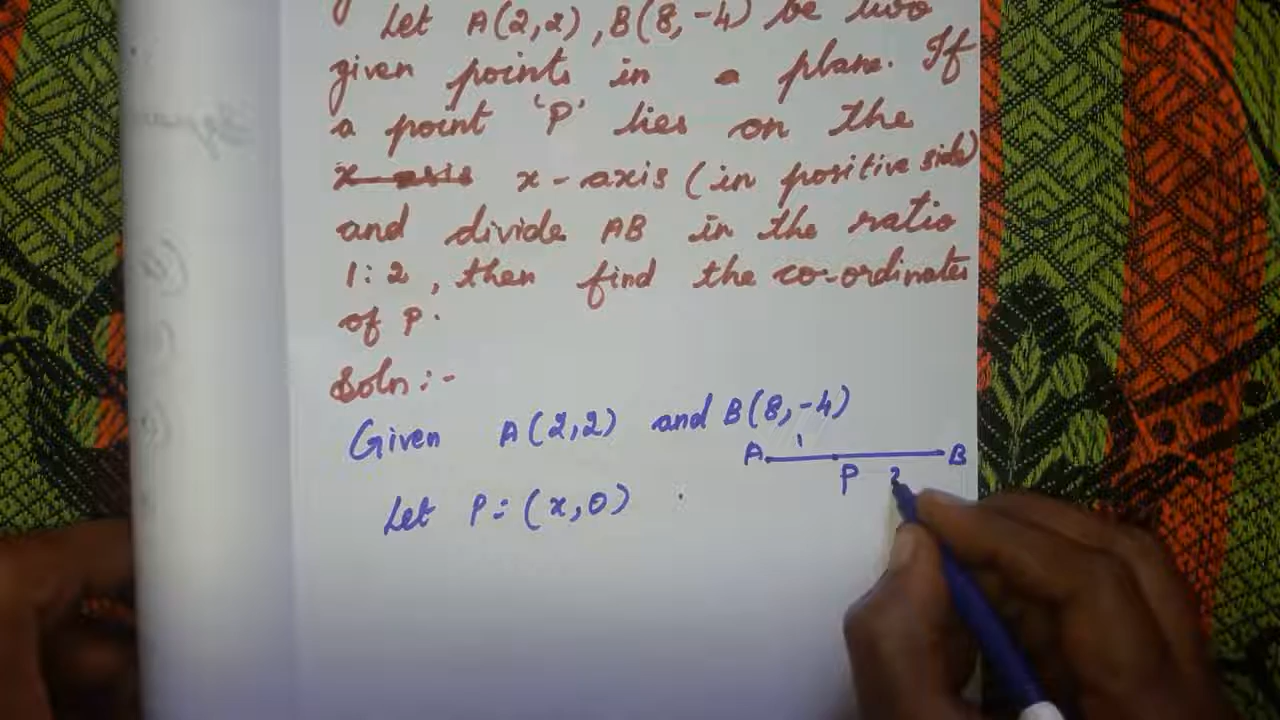 Let A(2,2), B(8,-4) be two
given points in a plane. If
a point 'P' lies on the
x-axis x-axis (in positive side)
and divide AB in the ratio
1:2, then find the co-ordinates
of P.
Soln:-
Given A(2,2) and B(8,-4)
A 1 B
P 2
Let P=(x,0)